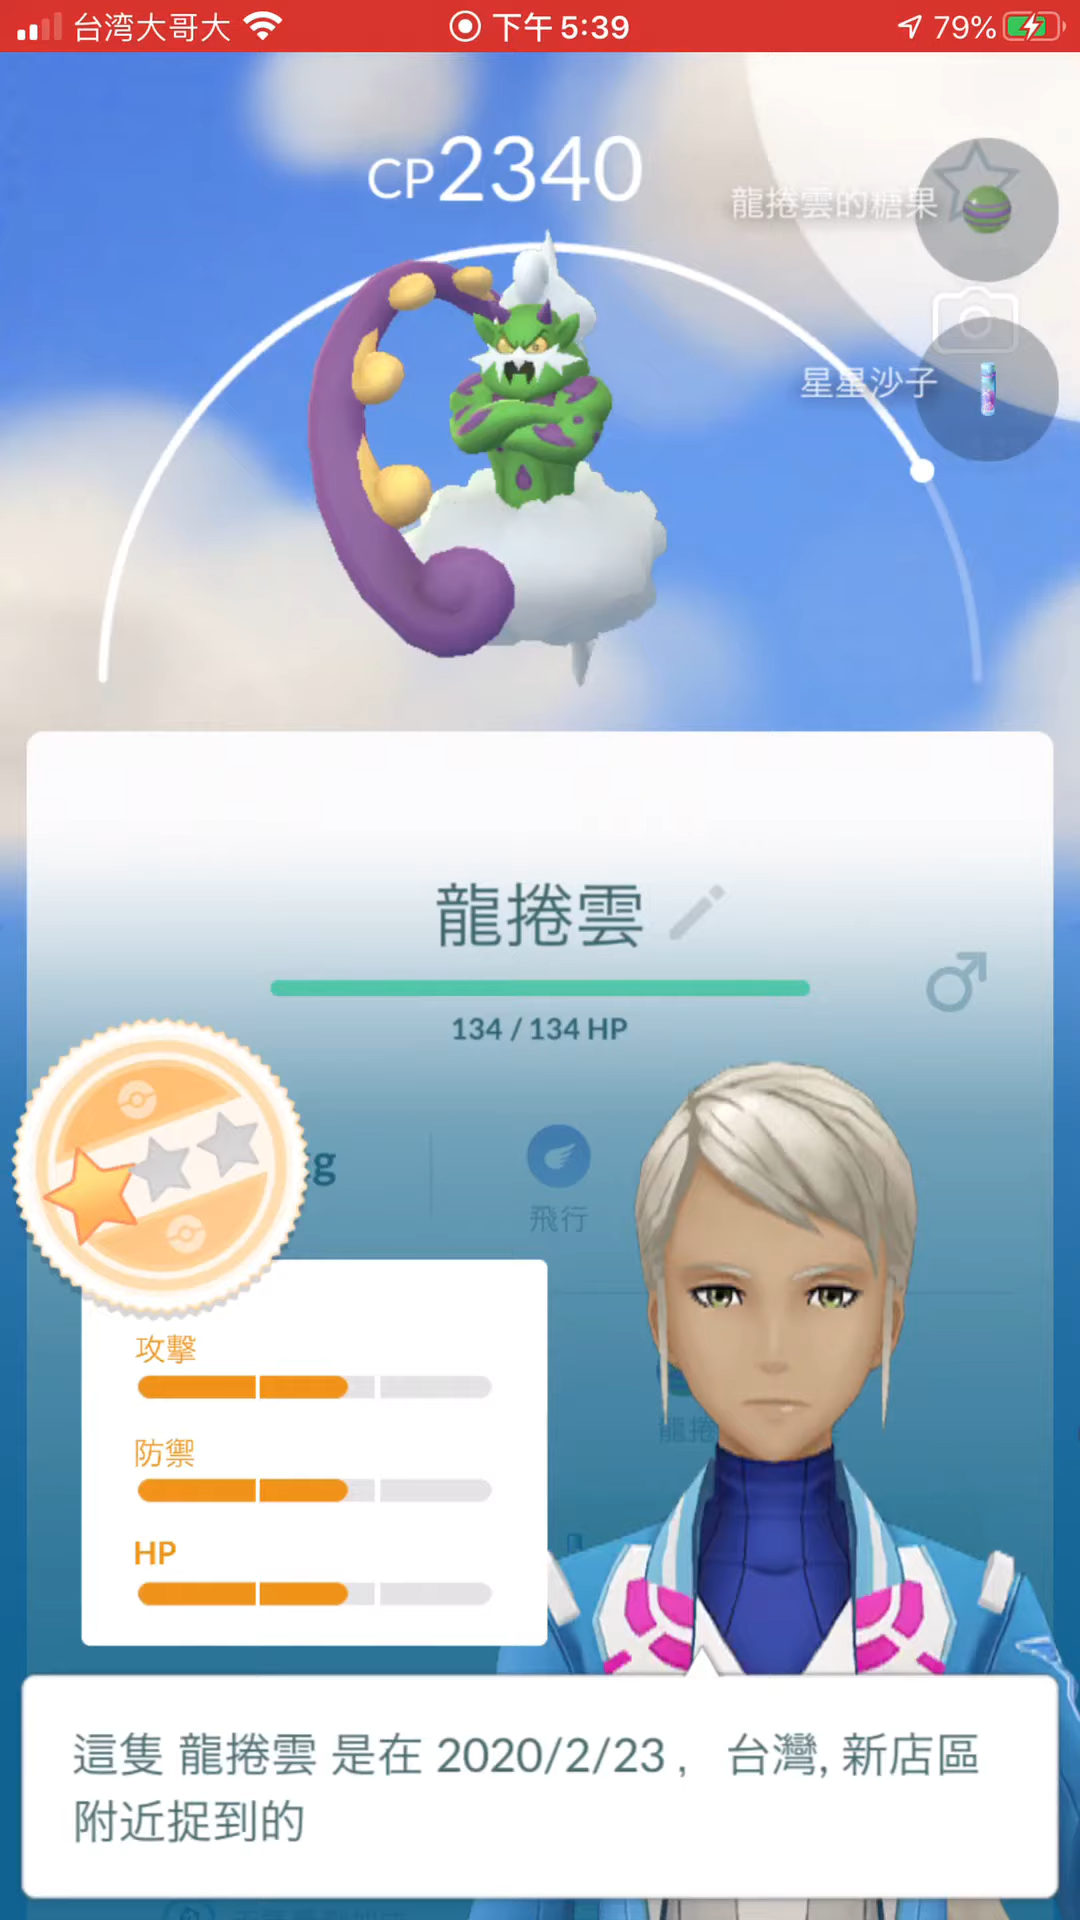 台湾大哥大 下午 5:39 79%
CP2340
龍捲雲的糖果
星星沙子
龍捲雲
134 / 134 HP
g
飛行
攻擊
防禦
HP
龍捲
這隻 龍捲雲 是在 2020/2/23， 台灣, 新店區
附近捉到的